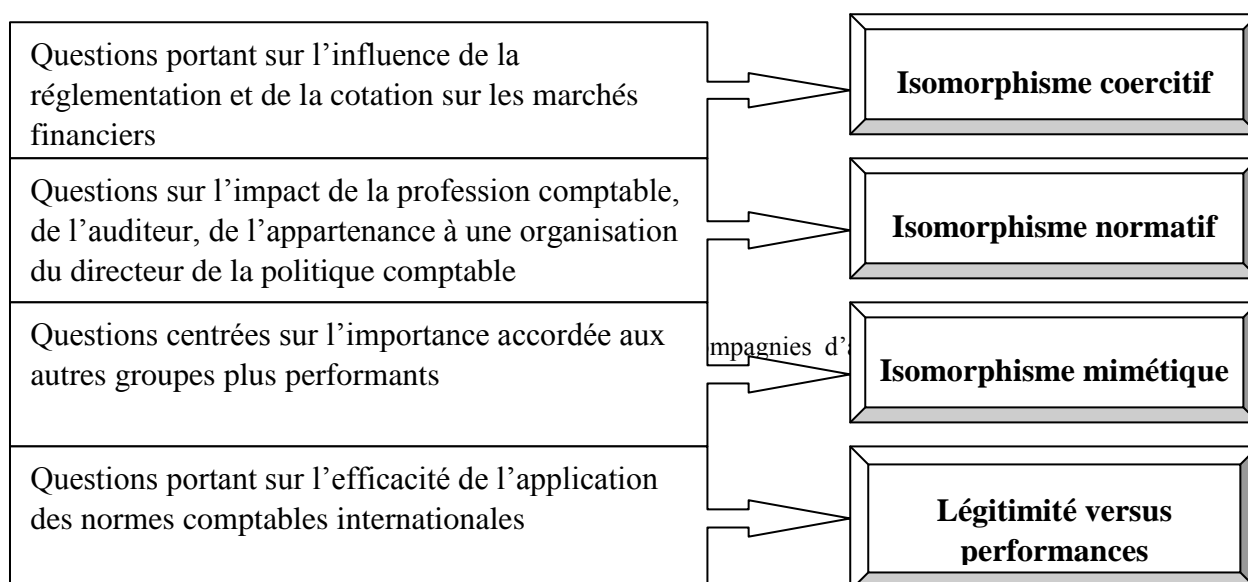 Questions portant sur l’influence de la
réglementation et de la cotation sur les marchés
financiers
Isomorphisme coercitif
Questions sur l’impact de la profession comptable,
de l’auditeur, de l’appartenance à une organisation
du directeur de la politique comptable
Isomorphisme normatif
Questions centrées sur l’importance accordée aux
autres groupes plus performants
Isomorphisme mimétique
Questions portant sur l’efficacité de l’application
des normes comptables internationales
Légitimité versus
performances